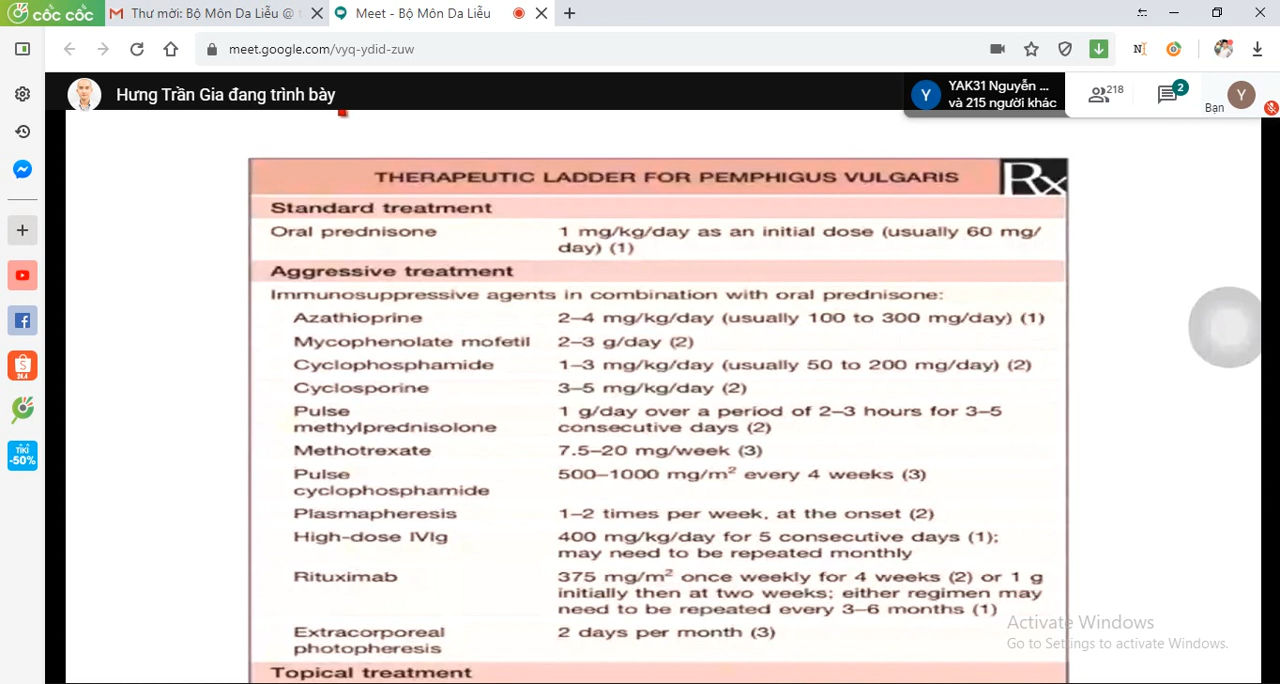 cốc cốc
Thư mời: Bộ Môn Da Liễu @ t
Meet - Bộ Môn Da Liễu
meet.google.com/vyq-ydid-zuw
Hưng Trần Gia đang trình bày
Y
YAK31 Nguyễn ...
và 215 người khác
218
2
Bạn
Y
THERAPEUTIC LADDER FOR PEMPHIGUS VULGARIS
Rx
Standard treatment
Oral prednisone
1 mg/kg/day as an initial dose (usually 60 mg/
day) (1)
Aggressive treatment
Immunosuppressive agents in combination with oral prednisone:
Azathioprine
2–4 mg/kg/day (usually 100 to 300 mg/day) (1)
Mycophenolate mofetil
2–3 g/day (2)
Cyclophosphamide
1–3 mg/kg/day (usually 50 to 200 mg/day) (2)
Cyclosporine
3–5 mg/kg/day (2)
Pulse
methylprednisolone
1 g/day over a period of 2–3 hours for 3–5
consecutive days (2)
Methotrexate
7.5–20 mg/week (3)
Pulse
cyclophosphamide
500–1000 mg/m² every 4 weeks (3)
Plasmapheresis
1–2 times per week, at the onset (2)
High-dose IVIg
400 mg/kg/day for 5 consecutive days (1);
may need to be repeated monthly
Rituximab
375 mg/m² once weekly for 4 weeks (2) or 1 g
initially then at two weeks; either regimen may
need to be repeated every 3–6 months (1)
Extracorporeal
photopheresis
2 days per month (3)
Topical treatment
TIKI
-50%
Activate Windows
Go to Settings to activate Windows.